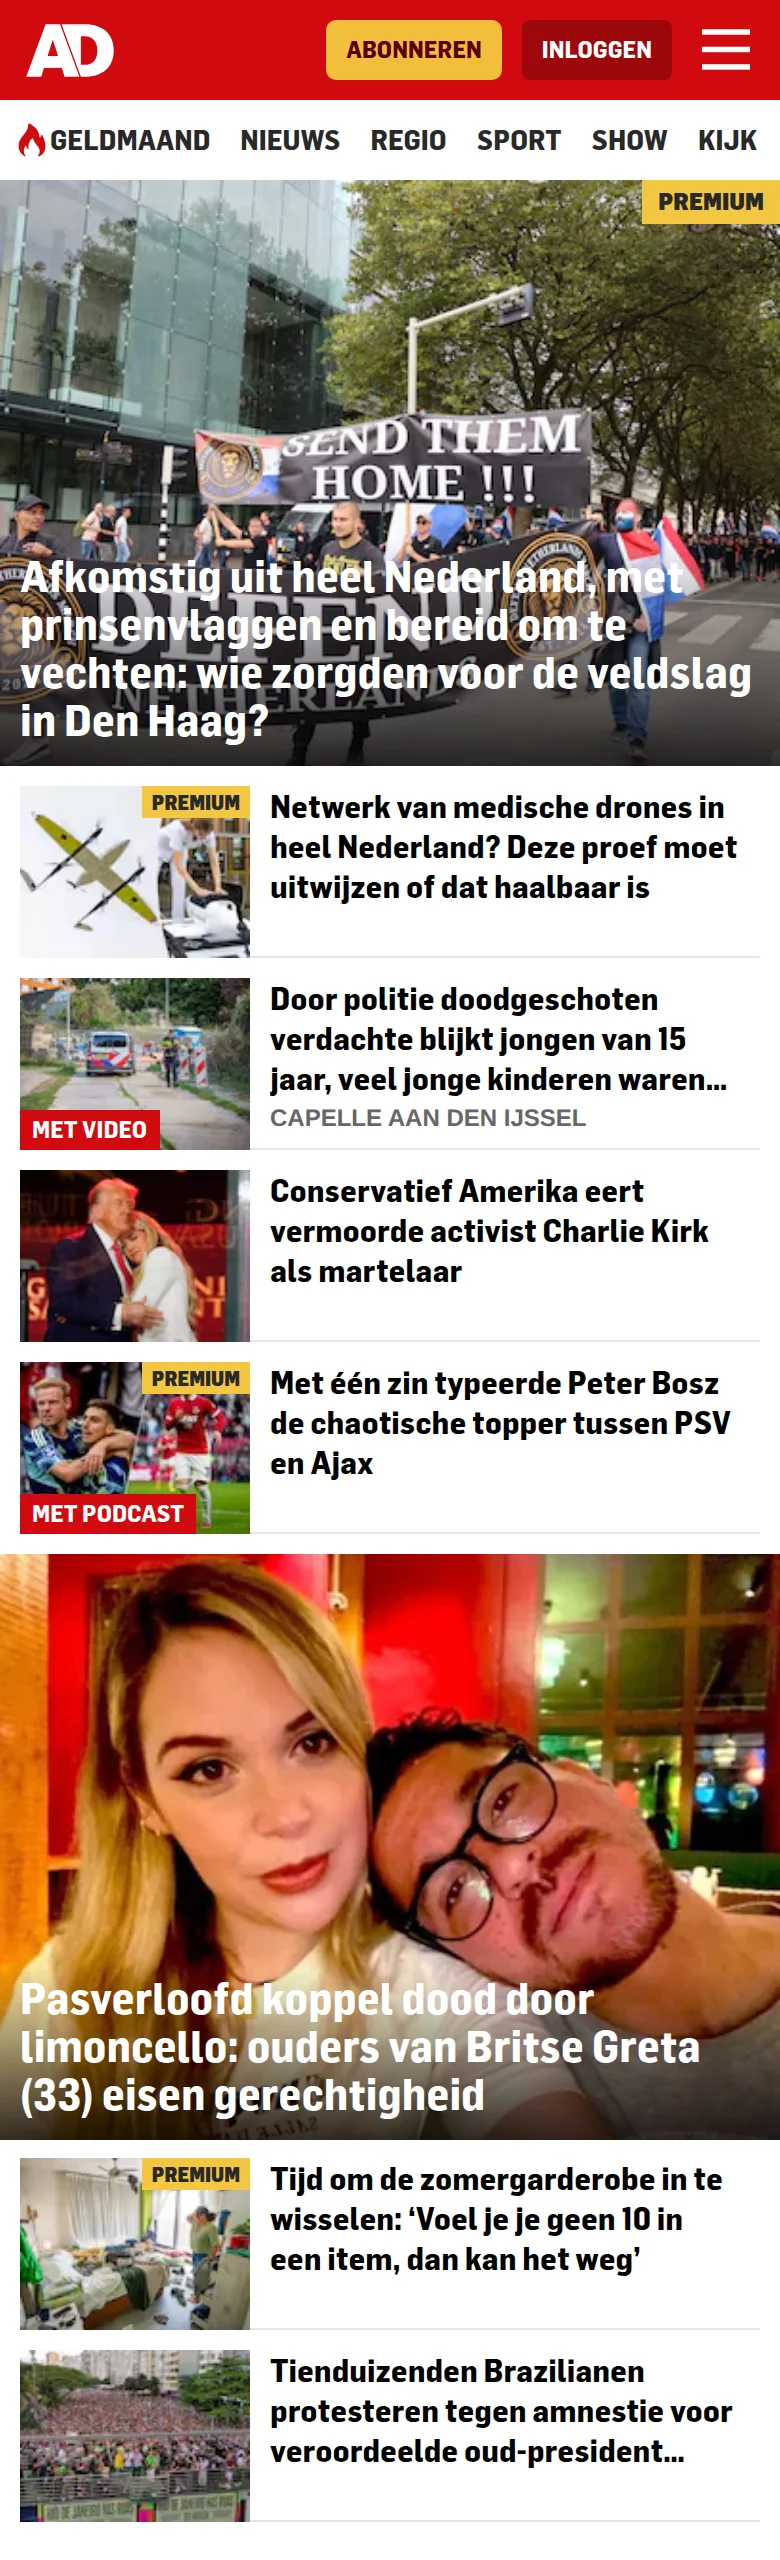 AD
ABONNEREN
INLOGGEN
GELDMAAND NIEUWS REGIO SPORT SHOW KIJK
PREMIUM
SEND THEM
HOME !!!
DEFEND
NETHERLANDS
Afkomstig uit heel Nederland, met
prinsenvlaggen en bereid om te
vechten: wie zorgden voor de veldslag
in Den Haag?
PREMIUM
Netwerk van medische drones in
heel Nederland? Deze proef moet
uitwijzen of dat haalbaar is
MET VIDEO
Door politie doodgeschoten
verdachte blijkt jongen van 15
jaar, veel jonge kinderen waren...
CAPELLE AAN DEN IJSSEL
Conservatief Amerika eert
vermoorde activist Charlie Kirk
als martelaar
PREMIUM
MET PODCAST
Met één zin typeerde Peter Bosz
de chaotische topper tussen PSV
en Ajax
Pasverloofd koppel dood door
limoncello: ouders van Britse Greta
(33) eisen gerechtigheid
PREMIUM
Tijd om de zomergarderobe in te
wisselen: ‘Voel je je geen 10 in
een item, dan kan het weg’
Tienduizenden Brazilianen
protesteren tegen amnestie voor
veroordeelde oud-president...